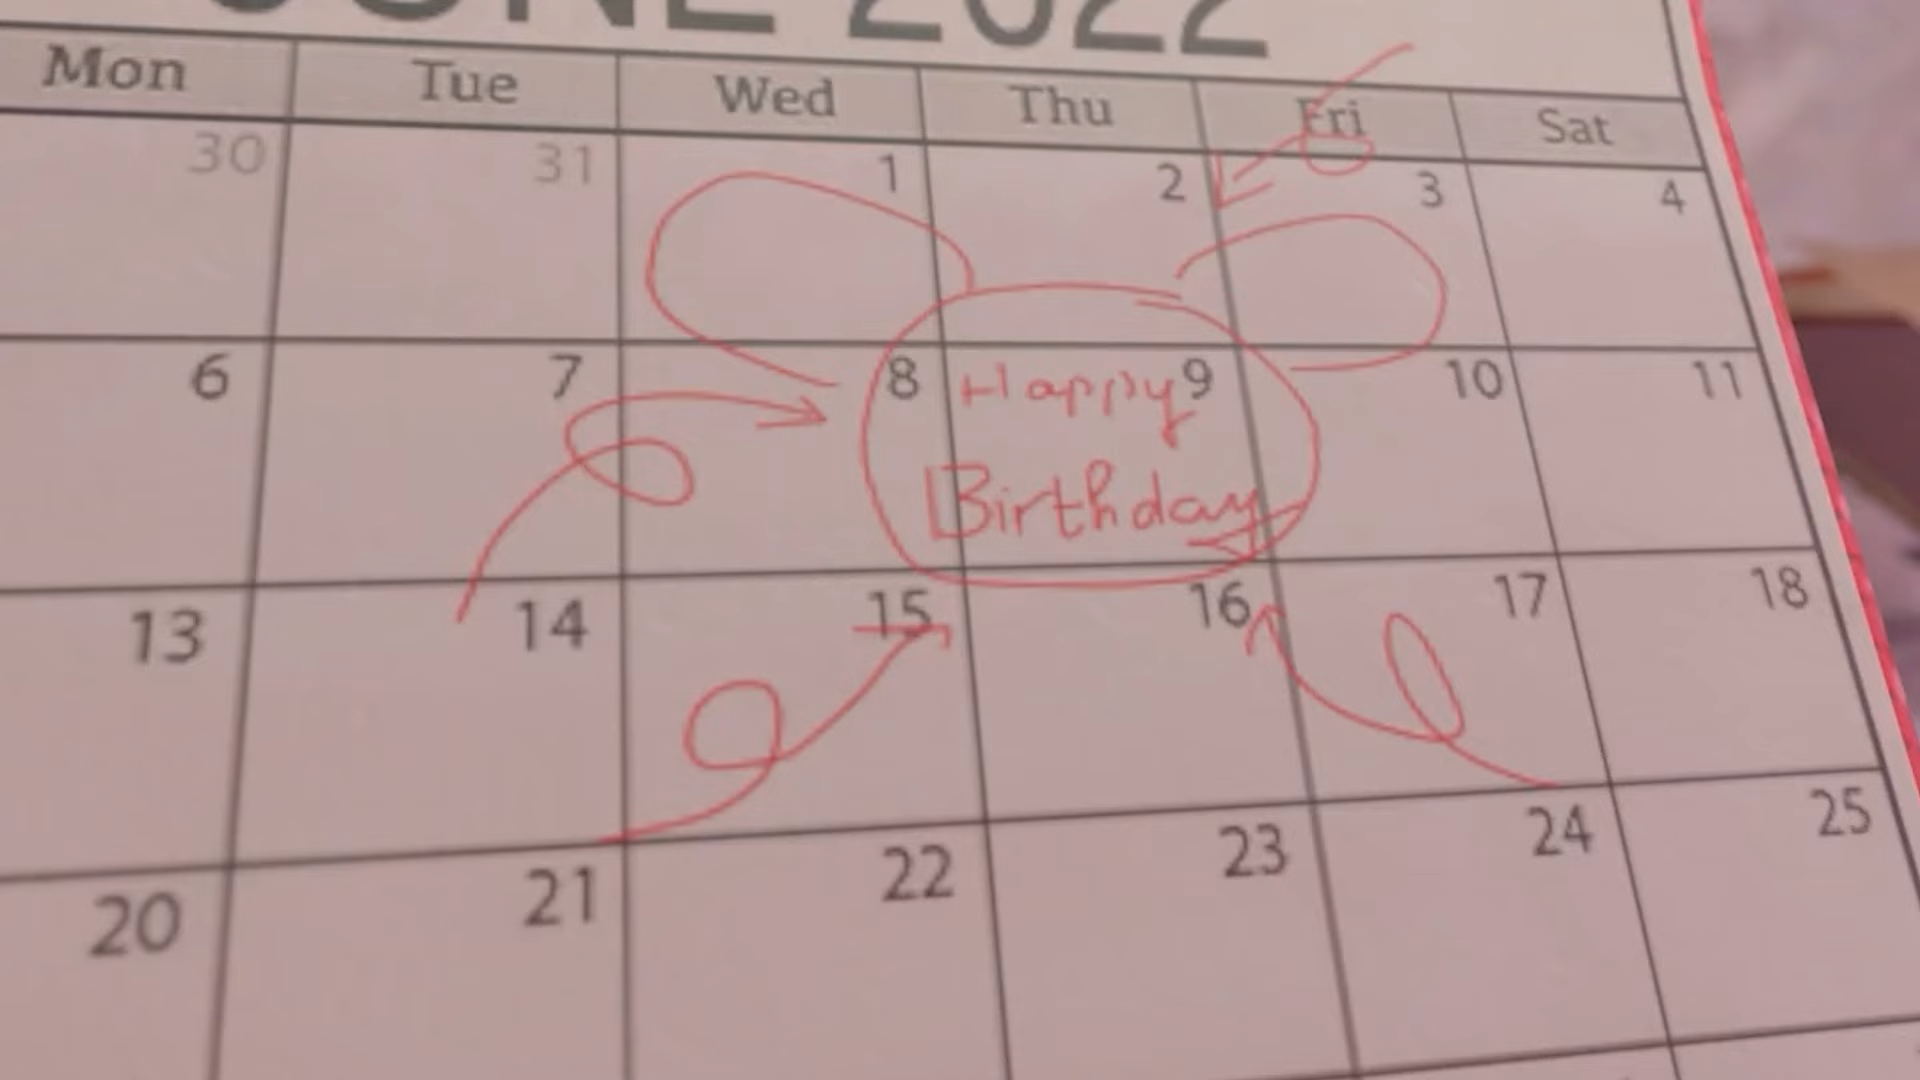 JUNE 2022
Mon Tue Wed Thu Fri Sat
30 31 1 2 3 4
6 7 8 9 10 11
Happy
Birthday
13 14 15 16 17 18
20 21 22 23 24 25